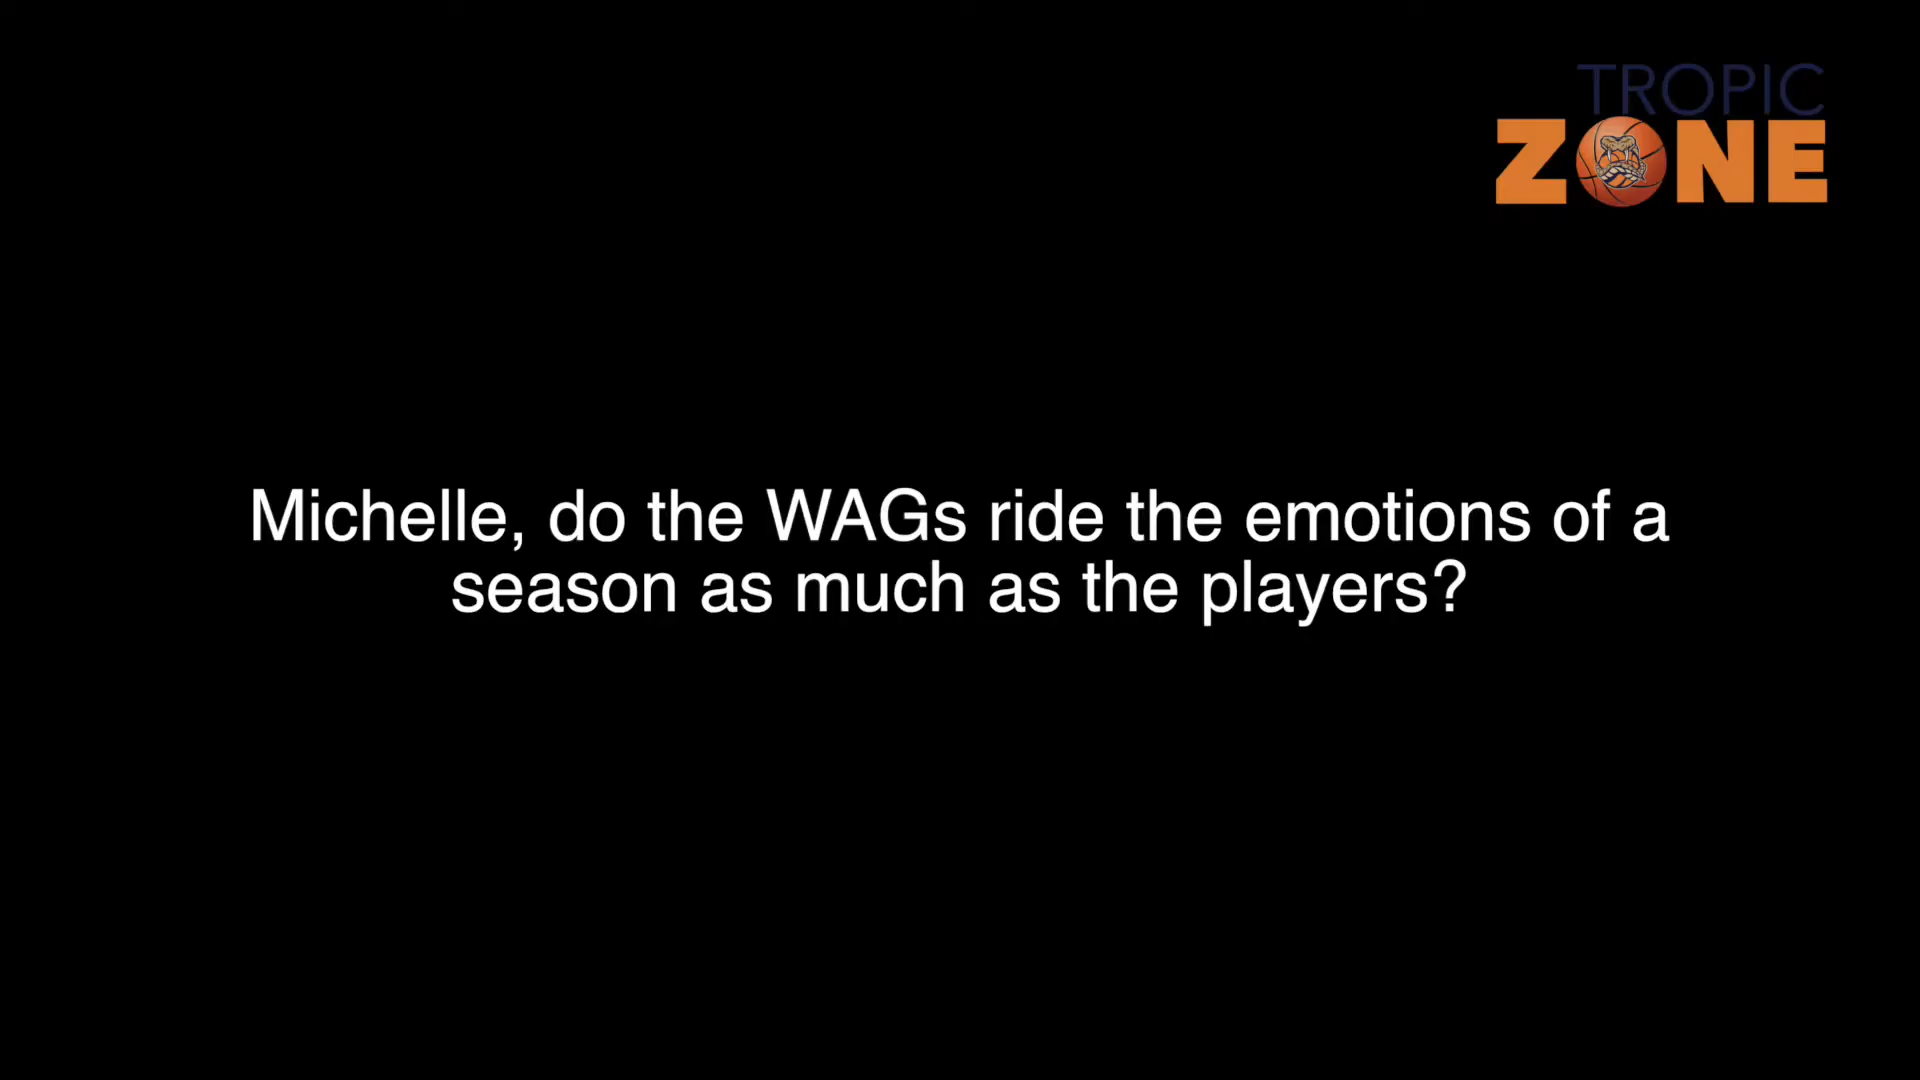 TROPIC
ZONE
Michelle, do the WAGs ride the emotions of a
season as much as the players?